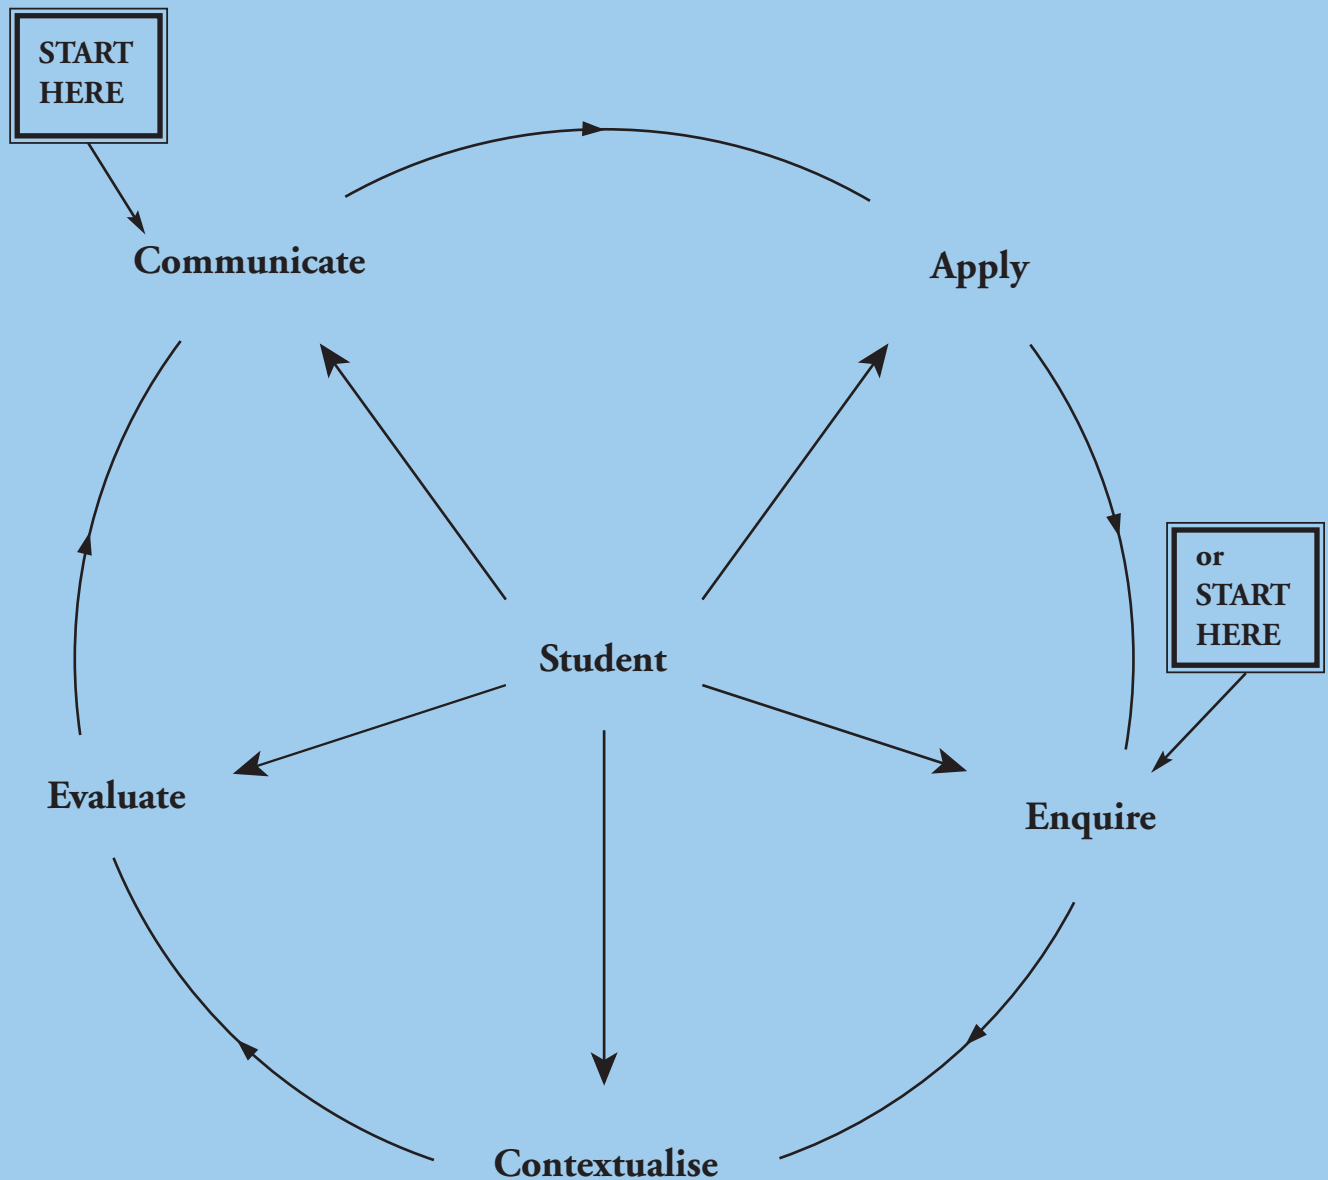 START
HERE
Communicate
Apply
or
START
HERE
Student
Evaluate
Enquire
Contextualise